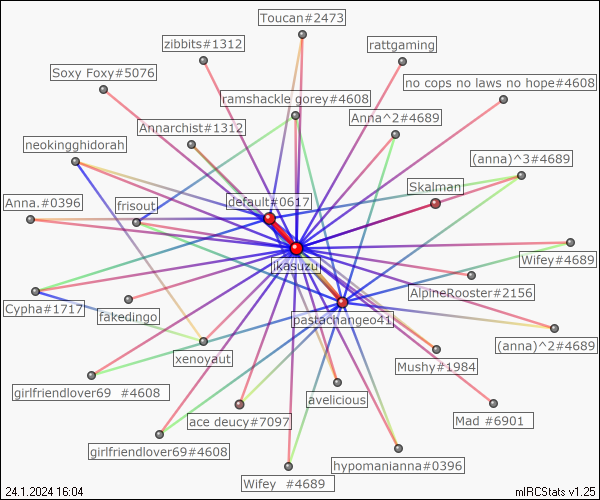 Toucan#2473
zibbits#1312
rattgaming
Soxy Foxy#5076
no cops no laws no hope#4608
ramshackle gorey#4608
Anna^2#4689
Annarchist#1312
neokingghidorah
(anna)^3#4689
Skalman
Anna.#0396
frisout
default#0617
jkasuzu
Wifey#4689
AlpineRooster#2156
Cypha#1717
fakedingo
pastachangeo41
(anna)^2#4689
xenoyaut
Mushy#1984
girlfriendlover69 #4608
avelicious
ace deucy#7097
Mad #6901
girlfriendlover69#4608
hypomanianna#0396
Wifey #4689
24.1.2024 16:04
mIRCStats v1.25